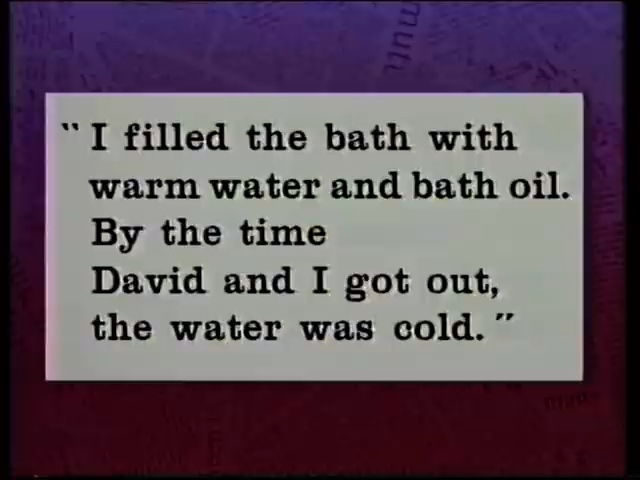 muti
“ I filled the bath with
warm water and bath oil.
By the time
David and I got out,
the water was cold. ”